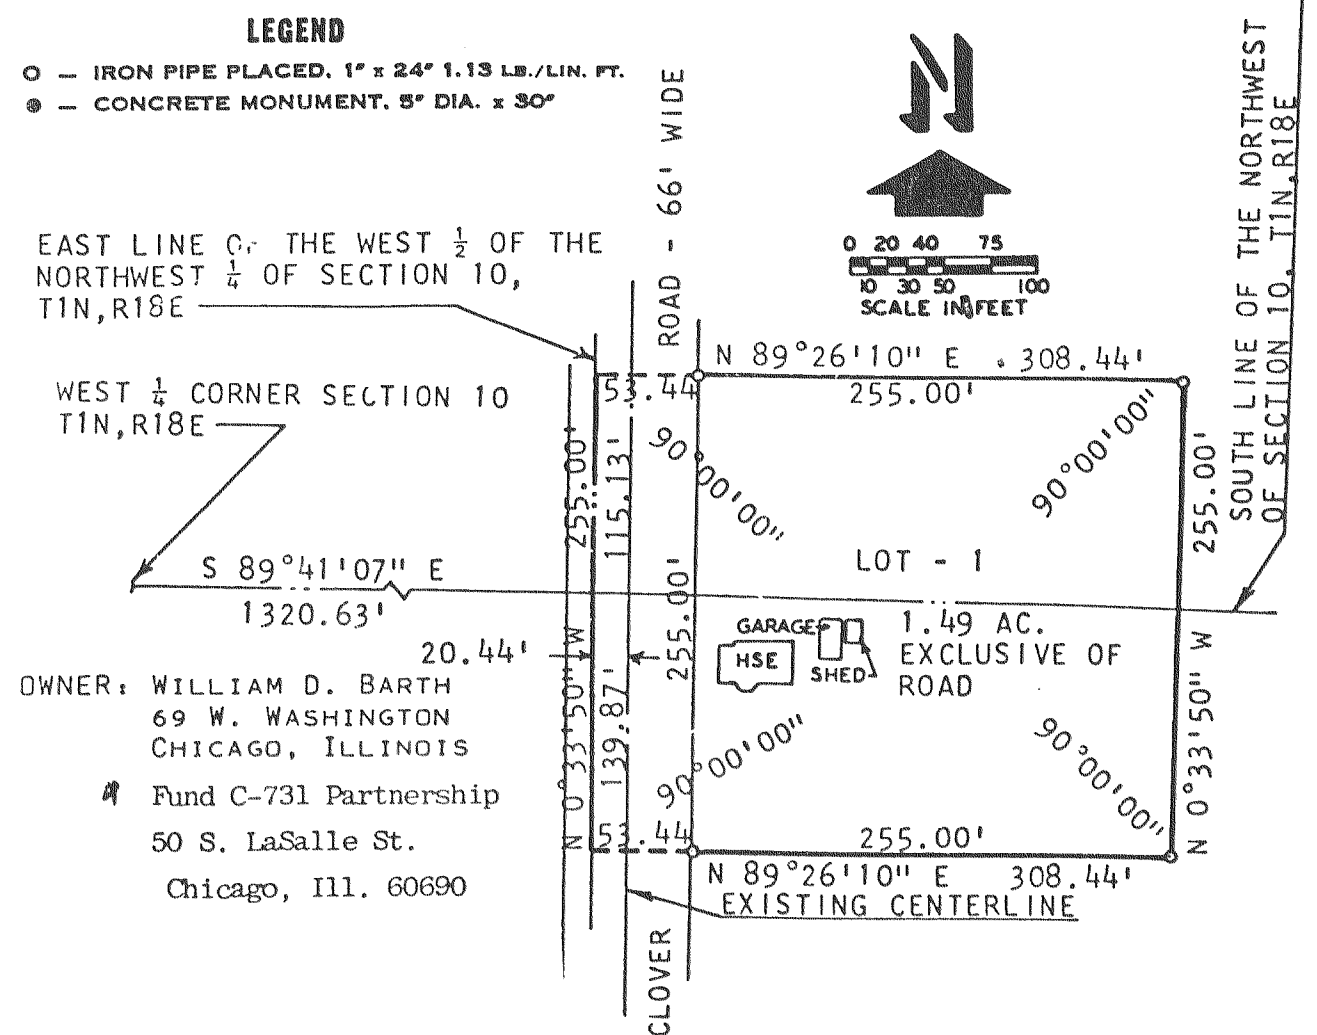 LEGEND
O — IRON PIPE PLACED. 1" x 24" 1.13 LB./LIN. FT.
● — CONCRETE MONUMENT. 5" DIA. x 30"
ROAD - 66' WIDE
N
0 20 40 75
10 30 50 100
SCALE IN FEET
SOUTH LINE OF THE NORTHWEST
OF SECTION 10, T1N,R18E
EAST LINE THE WEST ½ OF THE
NORTHWEST ¼ OF SECTION 10,
T1N,R18E
WEST ¼ CORNER SECTION 10
T1N,R18E
N 89°26'10" E 308.44'
53.44
255.00'
90°00'00"
90°00'00"
255.00'
115.13'
255.00'
LOT - 1
S 89°41'07" E
1320.63'
255.00'
20.44'
GARAGE
HSE
SHED
1.49 AC.
EXCLUSIVE OF
ROAD
OWNER: WILLIAM D. BARTH
69 W. WASHINGTON
CHICAGO, ILLINOIS
Fund C-731 Partnership
50 S. LaSalle St.
Chicago, Ill. 60690
N 0°33'50" W
139.87'
90°00'00"
90°00'00"
N 0°33'50" W
53.44
255.00'
N 89°26'10" E 308.44'
EXISTING CENTERLINE
CLOVER